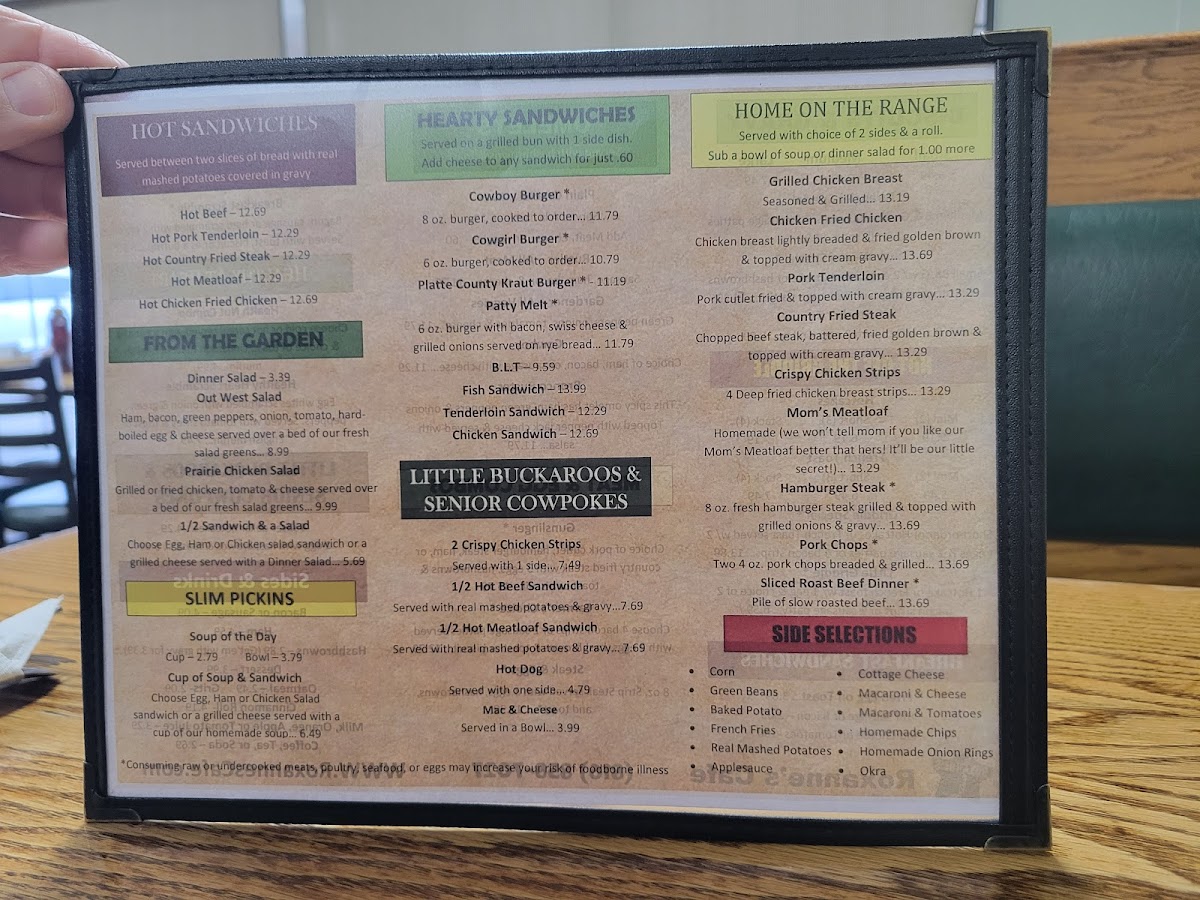 HOT SANDWICHES
Served between two slices of bread with real
mashed potatoes covered in gravy
Hot Beef – 12.69
Hot Pork Tenderloin – 12.29
Hot Country Fried Steak – 12.29
Hot Meatloaf – 12.29
Hot Chicken Fried Chicken – 12.69
FROM THE GARDEN
Dinner Salad – 3.39
Out West Salad
Ham, bacon, green peppers, onion, tomato, hard-
boiled egg & cheese served over a bed of our fresh
salad greens... 8.99
Prairie Chicken Salad
Grilled or fried chicken, tomato & cheese served over
a bed of our fresh salad greens... 9.99
1/2 Sandwich & a Salad
Choose Egg, Ham or Chicken salad sandwich or a
grilled cheese served with a Dinner Salad... 5.69
SLIM PICKINS
Soup of the Day
Cup – 2.79 Bowl – 3.79
Cup of Soup & Sandwich
Choose Egg, Ham or Chicken Salad
sandwich or a grilled cheese served with a
cup of our homemade soup... 6.49
HEARTY SANDWICHES
Served on a grilled bun with 1 side dish.
Add cheese to any sandwich for just .60
Cowboy Burger *
8 oz. burger, cooked to order... 11.79
Cowgirl Burger *
6 oz. burger, cooked to order... 10.79
Platte County Kraut Burger * - 11.19
Patty Melt *
6 oz. burger with bacon, swiss cheese &
grilled onions served on rye bread... 11.79
B.L.T – 9.59
Fish Sandwich – 13.99
Tenderloin Sandwich – 12.29
Chicken Sandwich – 12.69
LITTLE BUCKAROOS &
SENIOR COWPOKES
2 Crispy Chicken Strips
Served with 1 side... 7.49
1/2 Hot Beef Sandwich
Served with real mashed potatoes & gravy...7.69
1/2 Hot Meatloaf Sandwich
Served with real mashed potatoes & gravy... 7.69
Hot Dog
Served with one side... 4.79
Mac & Cheese
Served in a Bowl... 3.99
HOME ON THE RANGE
Served with choice of 2 sides & a roll.
Sub a bowl of soup or dinner salad for 1.00 more
Grilled Chicken Breast
Seasoned & Grilled... 13.19
Chicken Fried Chicken
Chicken breast lightly breaded & fried golden brown
& topped with cream gravy... 13.69
Pork Tenderloin
Pork cutlet fried & topped with cream gravy... 13.29
Country Fried Steak
Chopped beef steak, battered, fried golden brown &
topped with cream gravy... 13.29
Crispy Chicken Strips
4 Deep fried chicken breast strips... 13.29
Mom's Meatloaf
Homemade (we won't tell mom if you like our
Mom's Meatloaf better that hers! It'll be our little
secret!)... 13.29
Hamburger Steak *
8 oz. fresh hamburger steak grilled & topped with
grilled onions & gravy... 13.69
Pork Chops *
Two 4 oz. pork chops breaded & grilled... 13.69
Sliced Roast Beef Dinner *
Pile of slow roasted beef... 13.69
SIDE SELECTIONS
• Corn
• Green Beans
• Baked Potato
• French Fries
• Real Mashed Potatoes
• Applesauce
• Cottage Cheese
• Macaroni & Cheese
• Macaroni & Tomatoes
• Homemade Chips
• Homemade Onion Rings
• Okra
*Consuming raw or undercooked meats, poultry, seafood, or eggs may increase your risk of foodborne illness